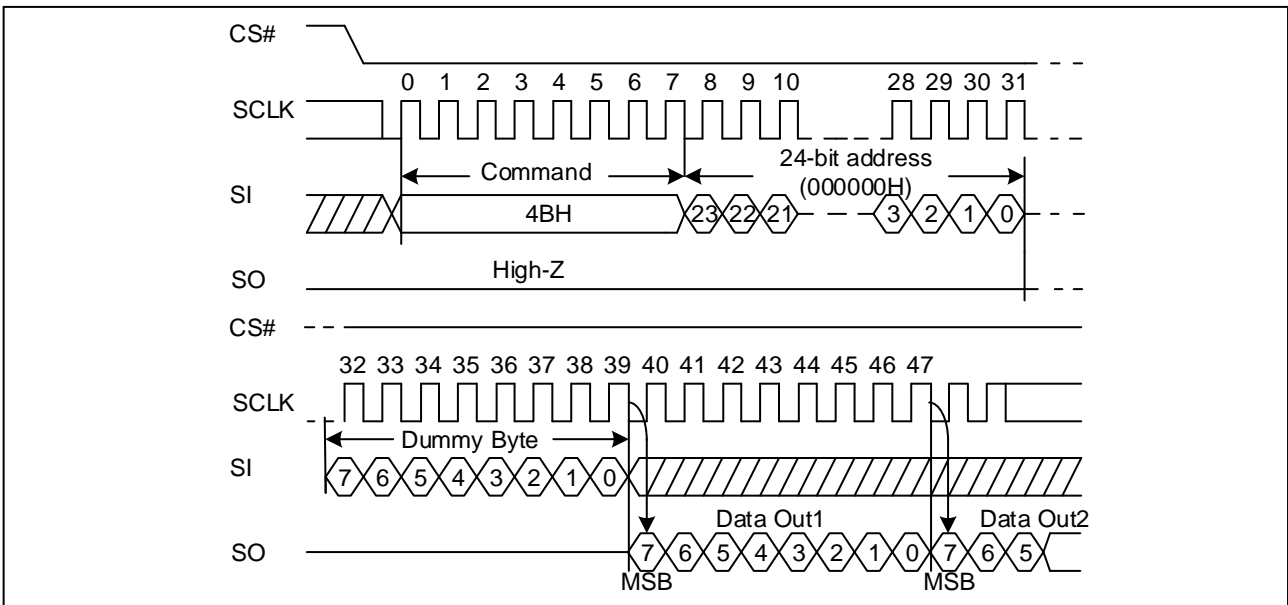 CS#
0 1 2 3 4 5 6 7 8 9 10 28 29 30 31
SCLK
Command
24-bit address
(000000H)
SI
4BH
23 22 21 3 2 1 0
High-Z
SO
CS#
32 33 34 35 36 37 38 39 40 41 42 43 44 45 46 47
SCLK
Dummy Byte
SI
7 6 5 4 3 2 1 0
Data Out1 Data Out2
SO
7 6 5 4 3 2 1 0 7 6 5
MSB MSB